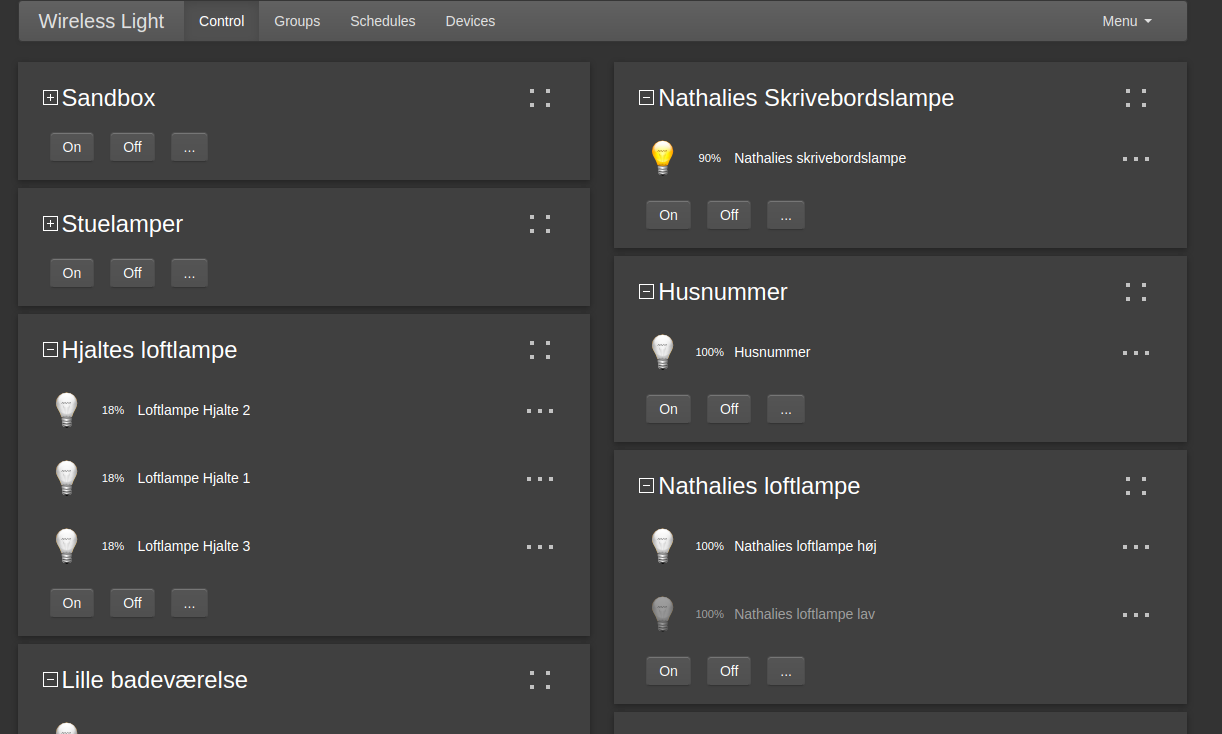 Wireless Light Control Groups Schedules Devices Menu
Sandbox
On Off ...
Stuelamper
On Off ...
Hjaltes loftlampe
18% Loftlampe Hjalte 2
18% Loftlampe Hjalte 1
18% Loftlampe Hjalte 3
On Off ...
Lille badeværelse
Nathalies Skrivebordslampe
90% Nathalies skrivebordslampe
On Off ...
Husnummer
100% Husnummer
On Off ...
Nathalies loftlampe
100% Nathalies loftlampe høj
100% Nathalies loftlampe lav
On Off ...